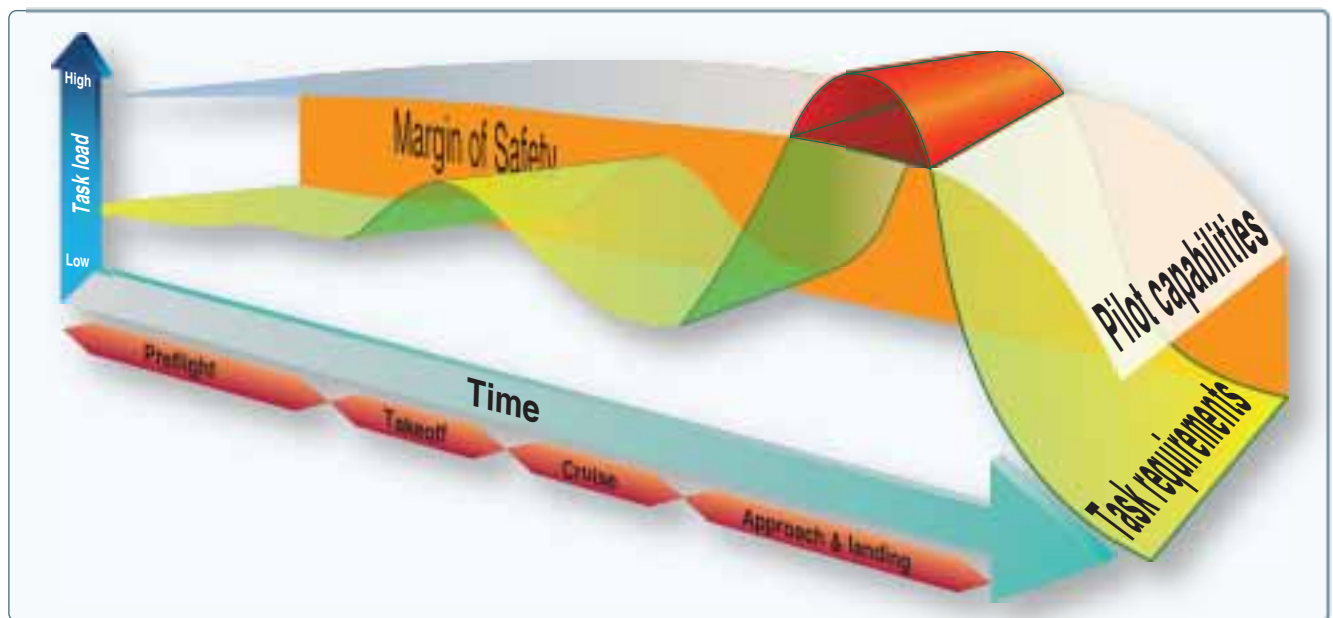 High
Task load
Low
Margin of Safety
Preflight
Takeoff
Cruise
Approach & landing
Time
Pilot capabilities
Task requirements